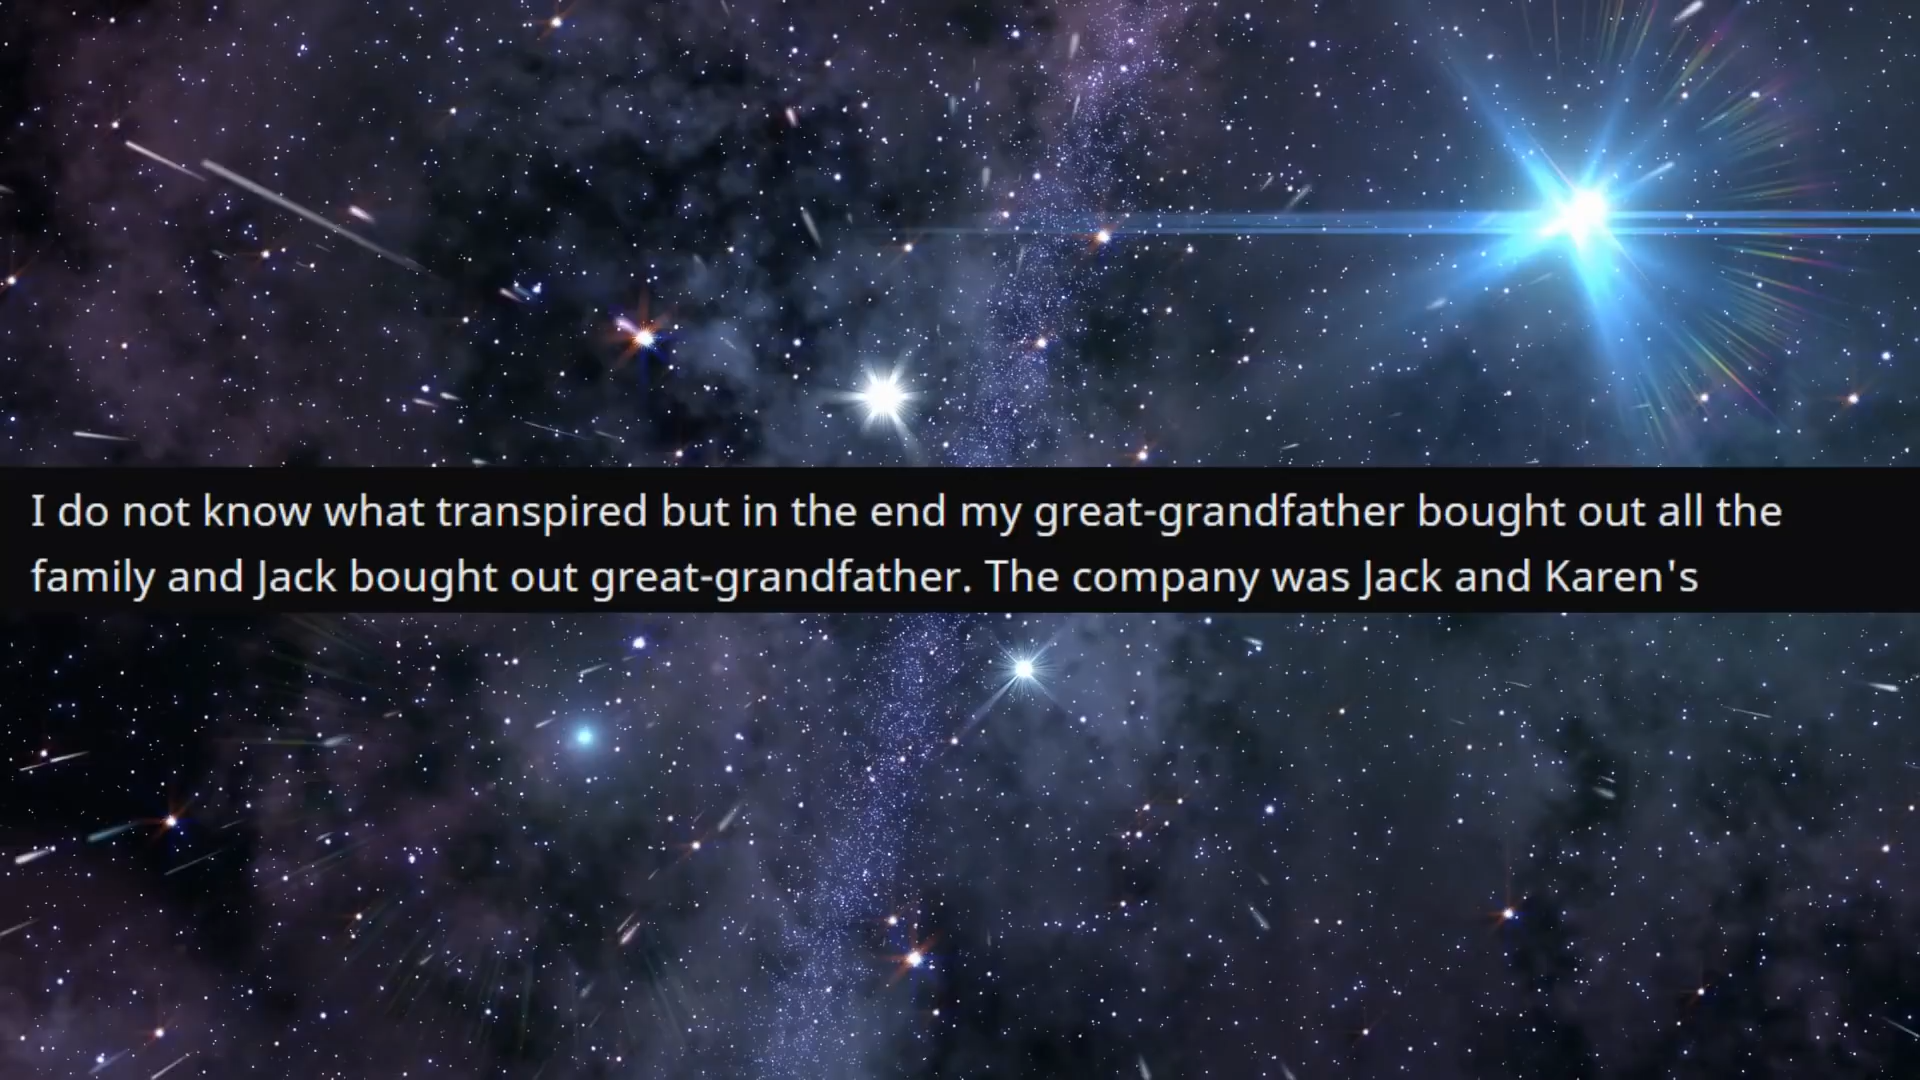 I do not know what transpired but in the end my great-grandfather bought out all the
family and Jack bought out great-grandfather. The company was Jack and Karen's